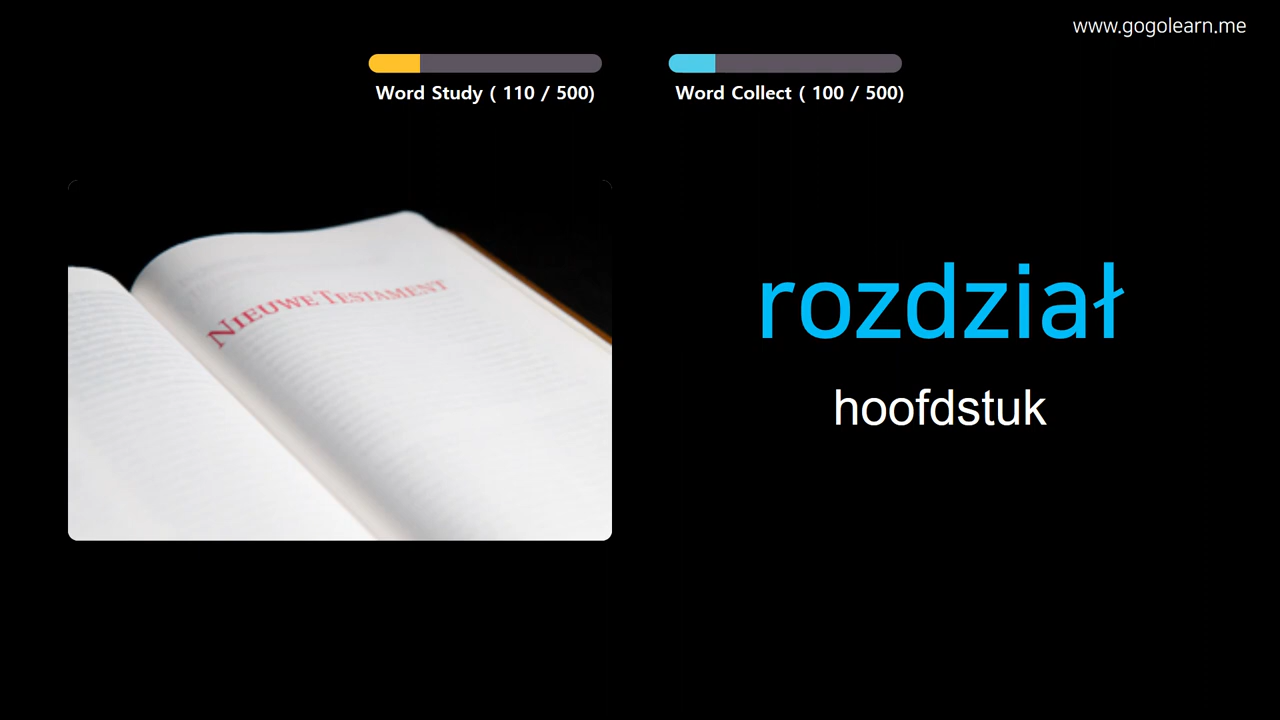 www.gogolearn.me
Word Study ( 110 / 500)
Word Collect ( 100 / 500)
NIEUWE TESTAMENT
rozdział
hoofdstuk